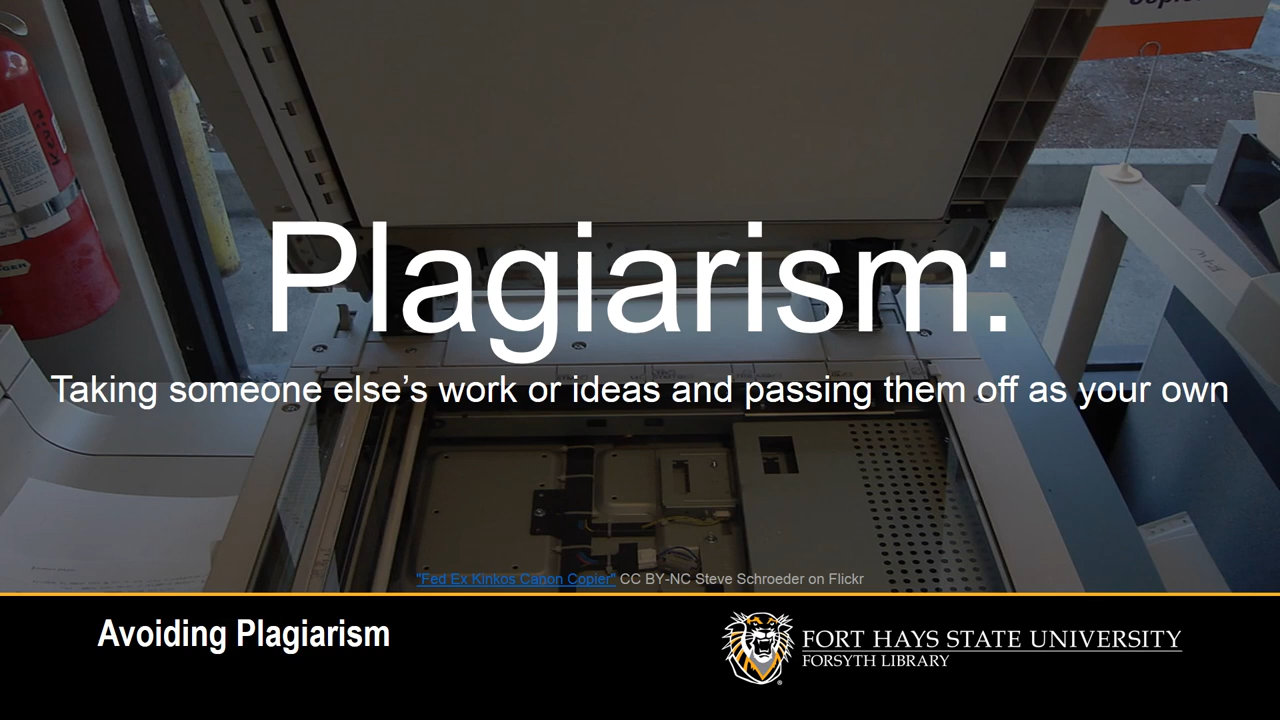 Plagiarism:
Taking someone else’s work or ideas and passing them off as your own
"Fed Ex Kinkos Canon Copier" CC BY-NC Steve Schroeder on Flickr
Avoiding Plagiarism
FORT HAYS STATE UNIVERSITY
FORSYTH LIBRARY